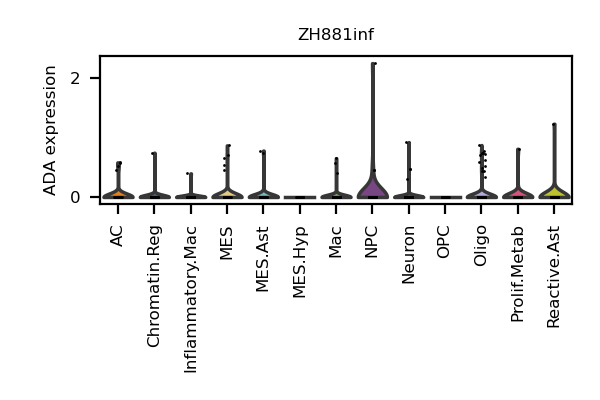 ZH881inf
ADA expression
2
0
AC
Chromatin.Reg
Inflammatory.Mac
MES
MES.Ast
MES.Hyp
Mac
NPC
Neuron
OPC
Oligo
Prolif.Metab
Reactive.Ast